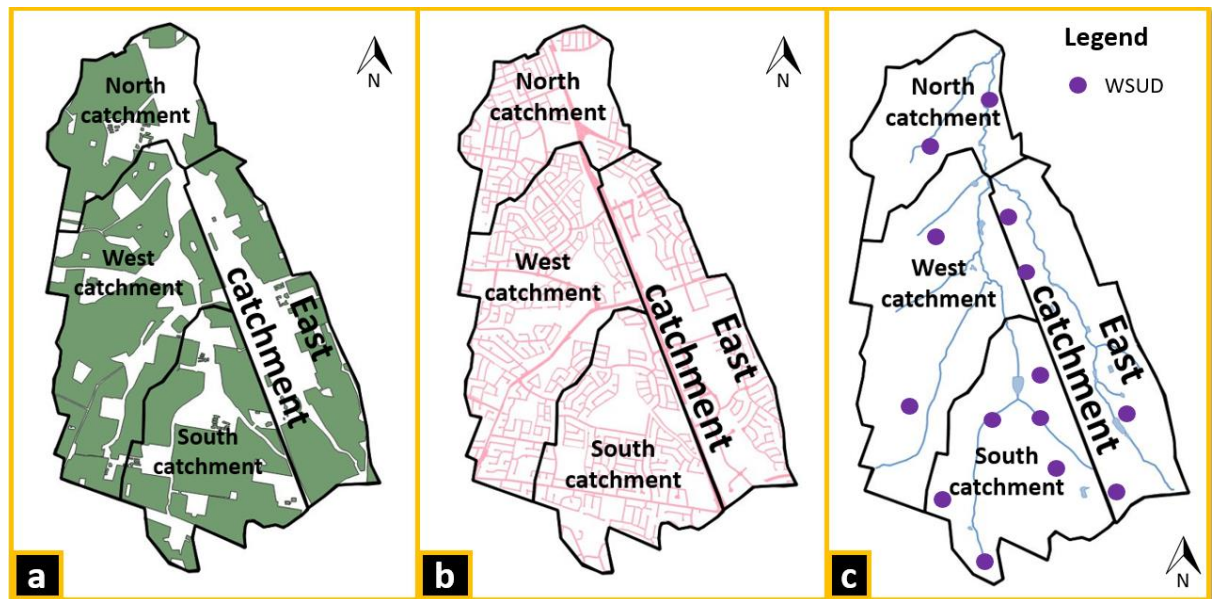 North
catchment
West
catchment
East
catchment
South
catchment
N
a
North
catchment
West
catchment
East
catchment
South
catchment
N
b
Legend
WSUD
North
catchment
West
catchment
East
catchment
South
catchment
N
c